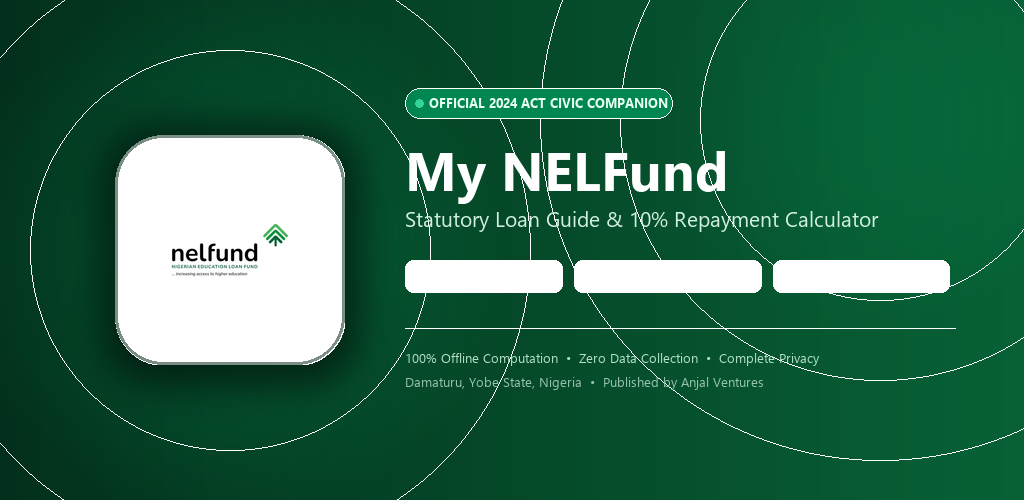 OFFICIAL 2024 ACT CIVIC COMPANION
My NELFund
Statutory Loan Guide & 10% Repayment Calculator
nelfund
NIGERIAN EDUCATION LOAN FUND
... increasing access to higher education
100% Offline Computation • Zero Data Collection • Complete Privacy
Damaturu, Yobe State, Nigeria • Published by Anjal Ventures